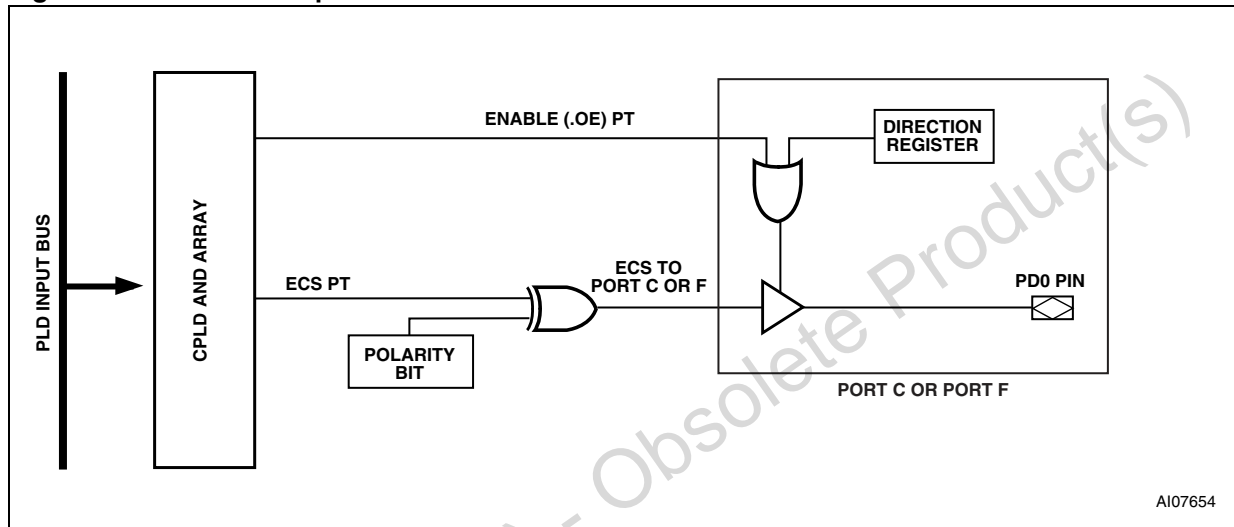 PLD INPUT BUS
CPLD AND ARRAY
ENABLE (.OE) PT
DIRECTION
REGISTER
ECS PT
POLARITY
BIT
ECS TO
PORT C OR F
PD0 PIN
PORT C OR PORT F
AI07654
- Obsolete Product(s)